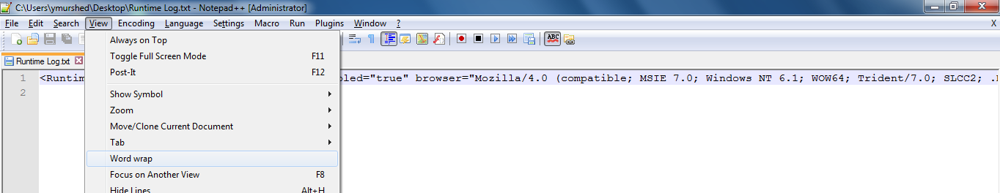 C:\Users\ymurshed\Desktop\Runtime Log.txt - Notepad++ [Administrator]
File Edit Search View Encoding Language Settings Macro Run Plugins Window ? X
ABC
Runtime Log.txt
1 <Runtim bled="true" browser="Mozilla/4.0 (compatible; MSIE 7.0; Windows NT 6.1; WOW64; Trident/7.0; SLCC2; .
2
Always on Top
Toggle Full Screen Mode F11
Post-It F12
Show Symbol
Zoom
Move/Clone Current Document
Tab
Word wrap
Focus on Another View F8
Hide Lines Alt+H